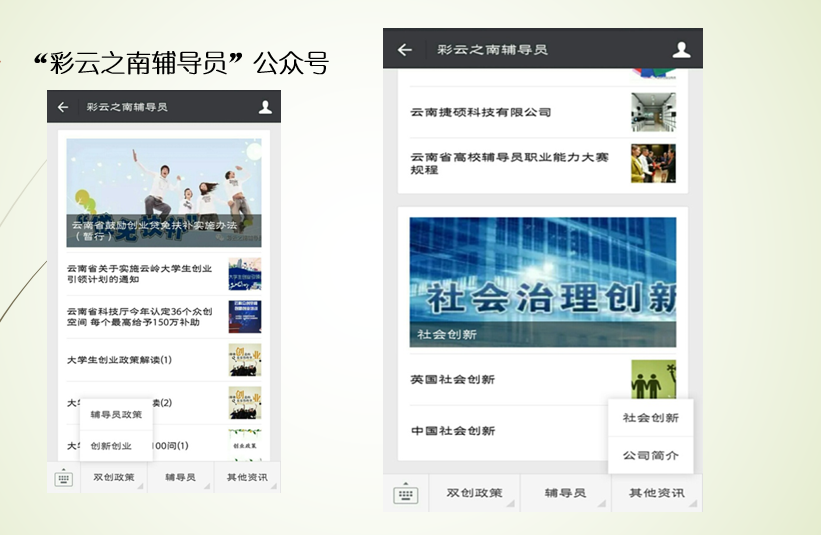 “彩云之南辅导员”公众号
彩云之南辅导员
云南省鼓励创业贷免扶补实施办法
（暂行）
云南省关于实施云岭大学生创业
引领计划的通知
云南省科技厅今年认定36个众创
空间 每个最高给予150万补助
大学生创业政策解读(1)
读(2)
100问(1)
创业政策
辅导员政策
创新创业
双创政策
辅导员
其他资讯
彩云之南辅导员
云南捷硕科技有限公司
云南省高校辅导员职业能力大赛
规程
社会治理创新
社会创新
英国社会创新
中国社会创新
社会创新
公司简介
双创政策
辅导员
其他资讯